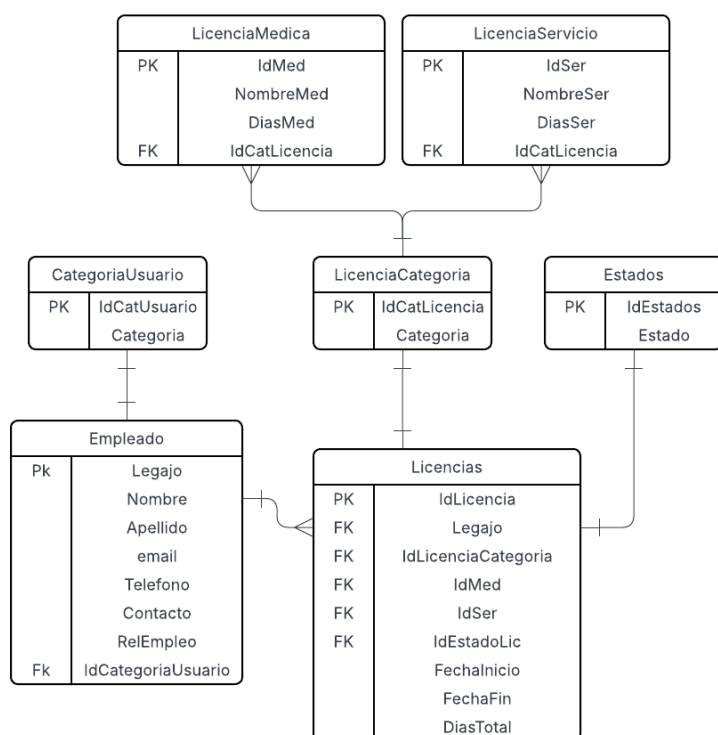 LicenciaMedica
PK IdMed
NombreMed
DiasMed
FK IdCatLicencia
LicenciaServicio
PK IdSer
NombreSer
DiasSer
FK IdCatLicencia
CategoriaUsuario
PK IdCatUsuario
Categoria
LicenciaCategoria
PK IdCatLicencia
Categoria
Estados
PK IdEstados
Estado
Empleado
Pk Legajo
Nombre
Apellido
email
Telefono
Contacto
RelEmpleo
Fk IdCategoriaUsuario
Licencias
PK IdLicencia
FK Legajo
FK IdLicenciaCategoria
FK IdMed
FK IdSer
FK IdEstadoLic
FechaInicio
FechaFin
DiasTotal